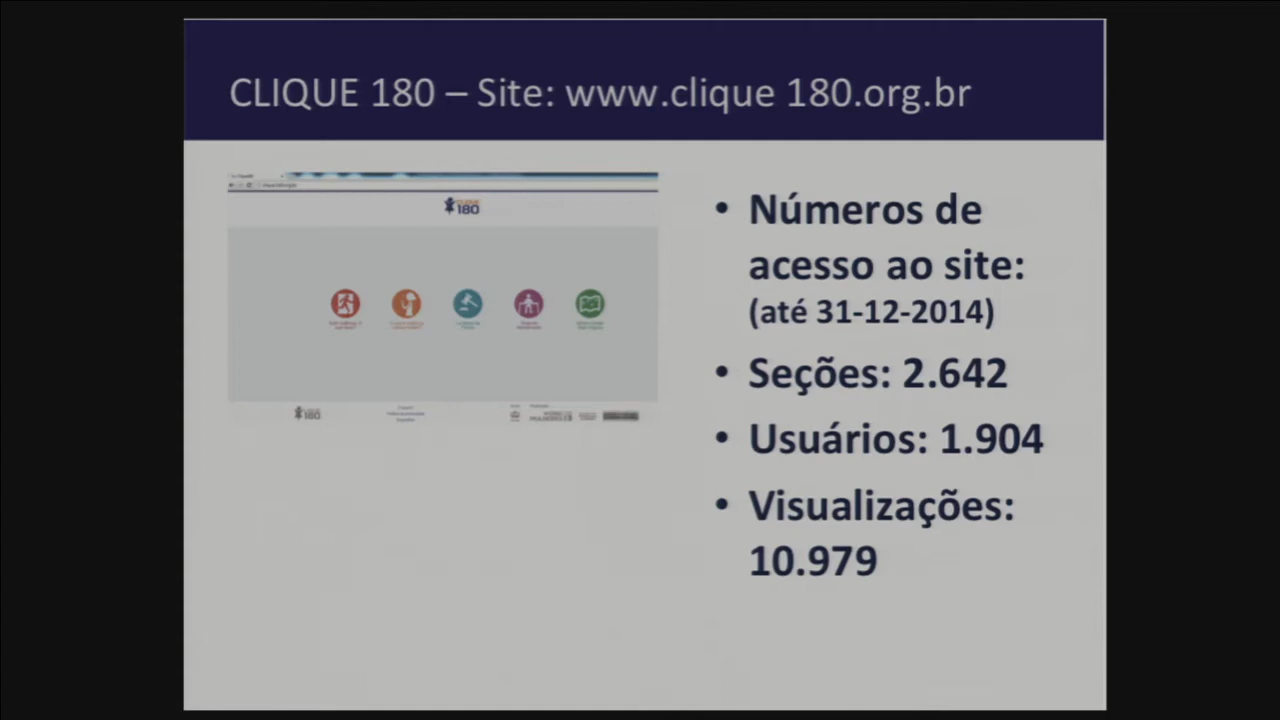 CLIQUE 180 – Site: www.clique 180.org.br
180
• Números de
acesso ao site:
(até 31-12-2014)
• Seções: 2.642
• Usuários: 1.904
• Visualizações:
10.979
180